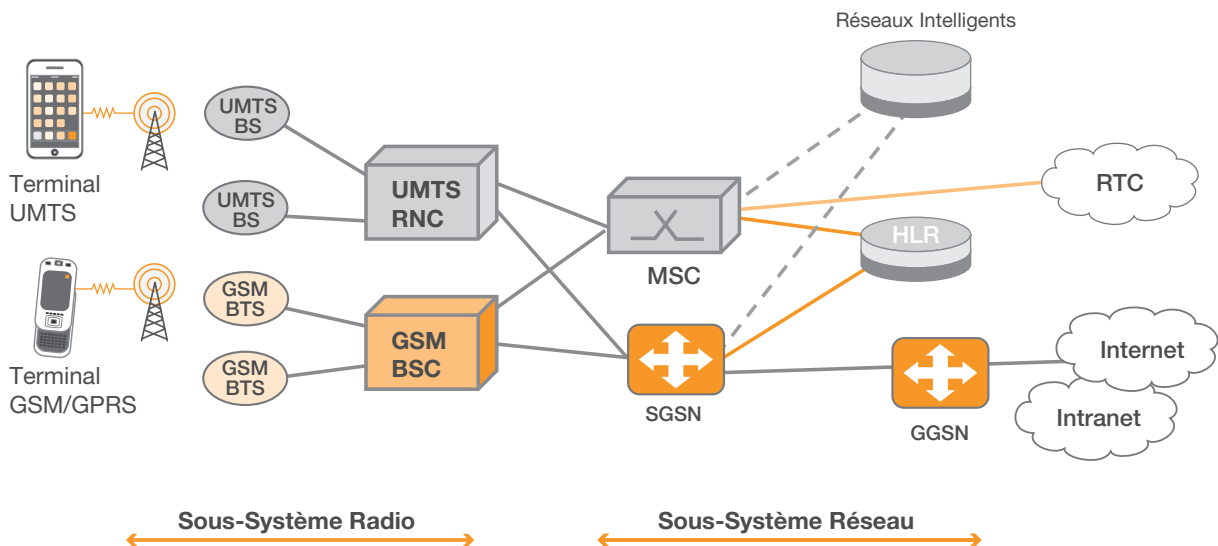 Réseaux Intelligents
UMTS
BS
Terminal
UMTS
UMTS
BS
UMTS
RNC
MSC
RTC
HLR
GSM
BTS
GSM
BTS
Terminal
GSM/GPRS
GSM
BSC
SGSN
GGSN
Internet
Intranet
Sous-Système Radio
Sous-Système Réseau